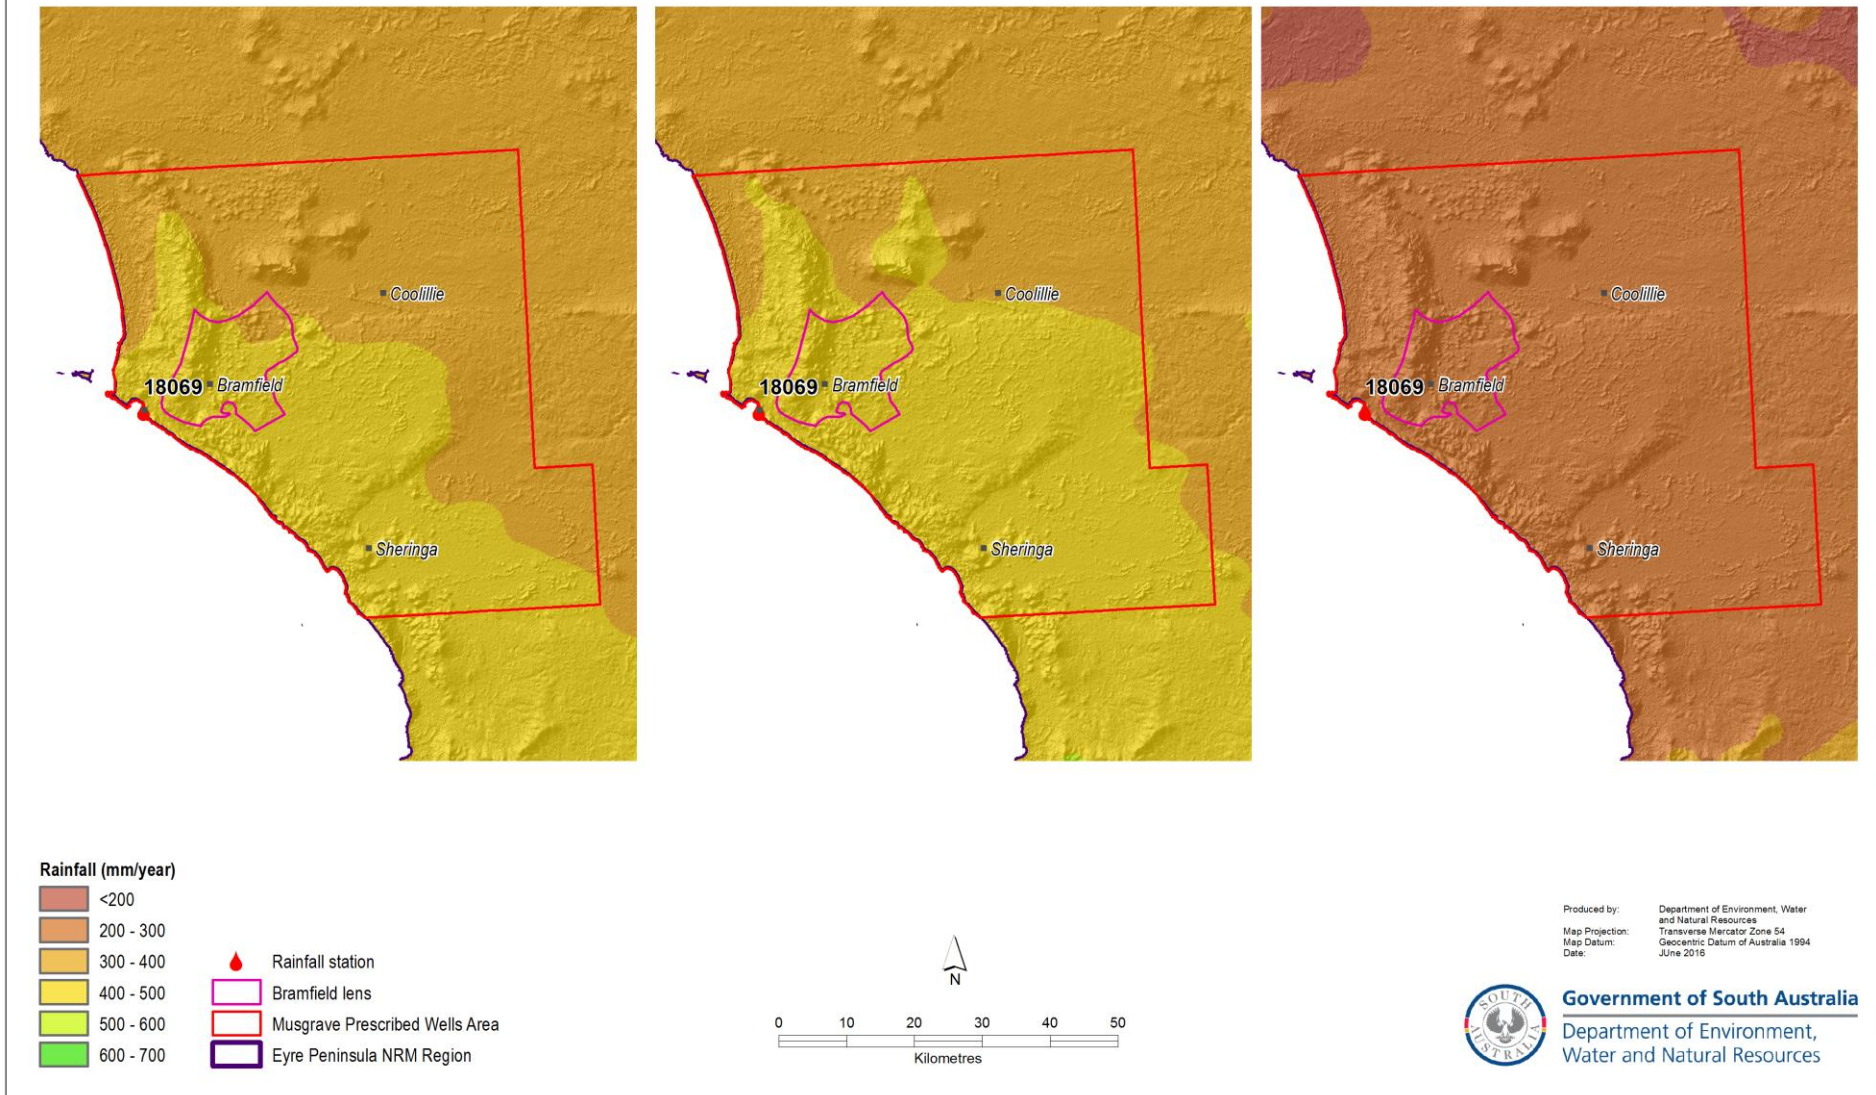 Coolillie
18069 Bramfield
Sheringa
Coolillie
18069 Bramfield
Sheringa
Coolillie
18069 Bramfield
Sheringa
Rainfall (mm/year)
<200
200 - 300
300 - 400
400 - 500
500 - 600
600 - 700
Rainfall station
Bramfield lens
Musgrave Prescribed Wells Area
Eyre Peninsula NRM Region
N
0 10 20 30 40 50
Kilometres
Produced by: Department of Environment, Water
and Natural Resources
Map Projection: Transverse Mercator Zone 54
Map Datum: Geocentric Datum of Australia 1994
Date: JUne 2016
SOUTH
AUSTRALIA
Government of South Australia
Department of Environment,
Water and Natural Resources